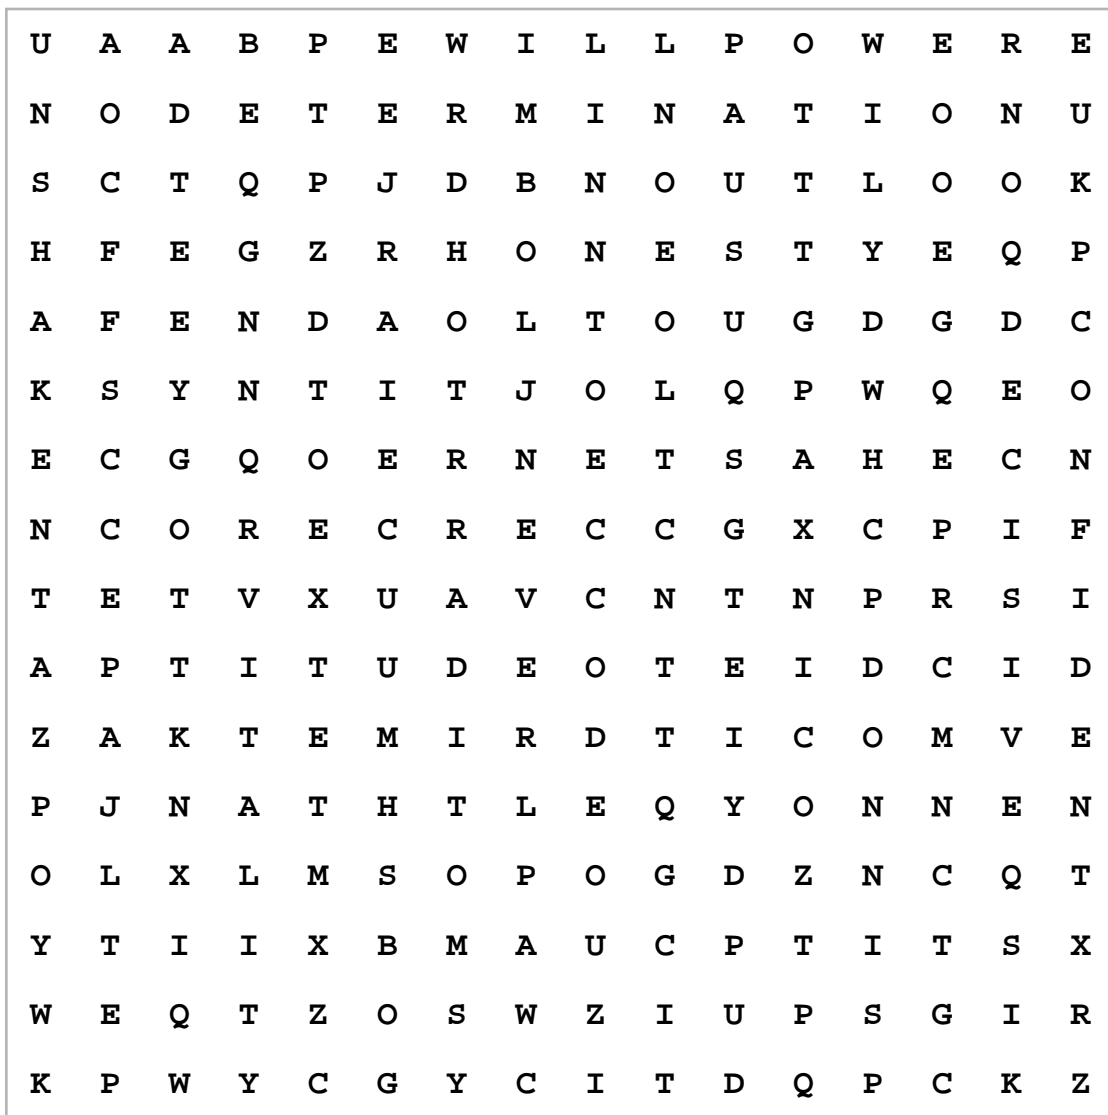 U A A B P E W I L L P O W E R E
N O D E T E R M I N A T I O N U
S C T Q P J D B N O U T L O O K
H F E G Z R H O N E S T Y E Q P
A F E N D A O L T O U G D G D C
K S Y N T I T J O L Q P W Q E O
E C G Q O E R N E T S A H E C N
N C O R E C R E C C G X C P I F
T E T V X U A V C N T N P R S I
A P T I T U D E O T E I D C I D
Z A K T E M I R D T I C O M V E
P J N A T H T L E Q Y O N N E N
O L X L M S O P O G D Z N C Q T
Y T I I X B M A U C P T I T S X
W E Q T Z O S W Z I U P S G I R
K P W Y C G Y C I T D Q P C K Z